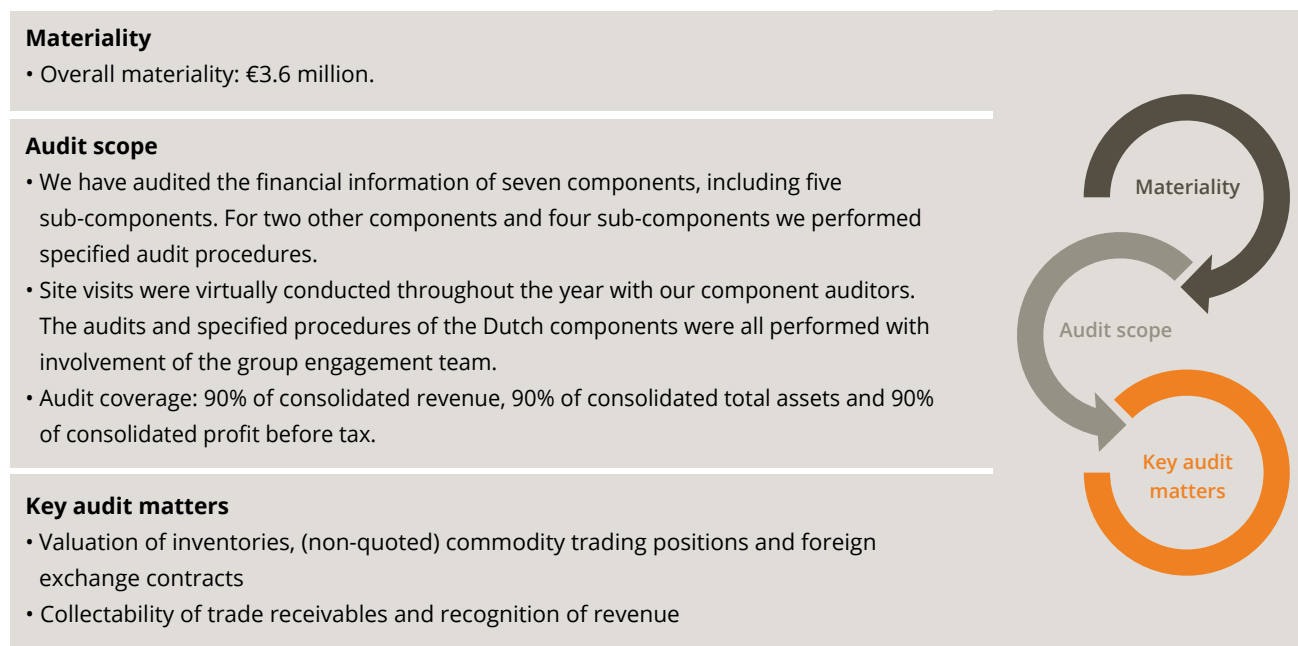 Materiality
• Overall materiality: €3.6 million.
Audit scope
• We have audited the financial information of seven components, including five
sub-components. For two other components and four sub-components we performed
specified audit procedures.
• Site visits were virtually conducted throughout the year with our component auditors.
The audits and specified procedures of the Dutch components were all performed with
involvement of the group engagement team.
• Audit coverage: 90% of consolidated revenue, 90% of consolidated total assets and 90%
of consolidated profit before tax.
Key audit matters
• Valuation of inventories, (non-quoted) commodity trading positions and foreign
exchange contracts
• Collectability of trade receivables and recognition of revenue
Materiality
Audit scope
Key audit
matters